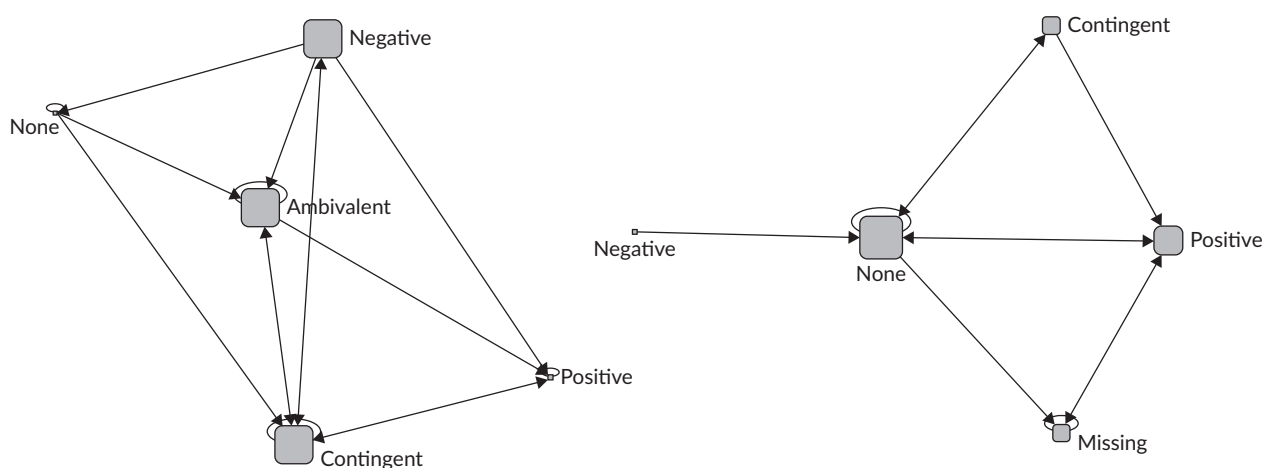 Negative
None
Ambivalent
Positive
Contingent
Contingent
Negative
None
Positive
Missing